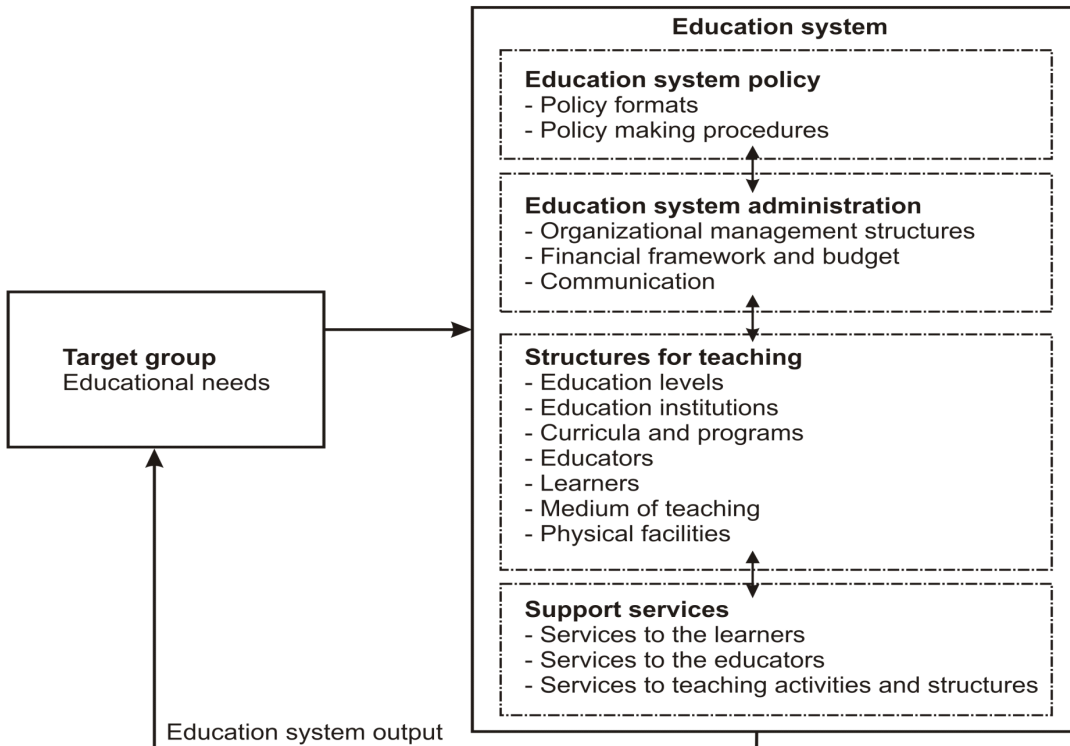 Education system
Education system policy
- Policy formats
- Policy making procedures
Education system administration
- Organizational management structures
- Financial framework and budget
- Communication
Target group
Educational needs
Structures for teaching
- Education levels
- Education institutions
- Curricula and programs
- Educators
- Learners
- Medium of teaching
- Physical facilities
Support services
- Services to the learners
- Services to the educators
- Services to teaching activities and structures
Education system output